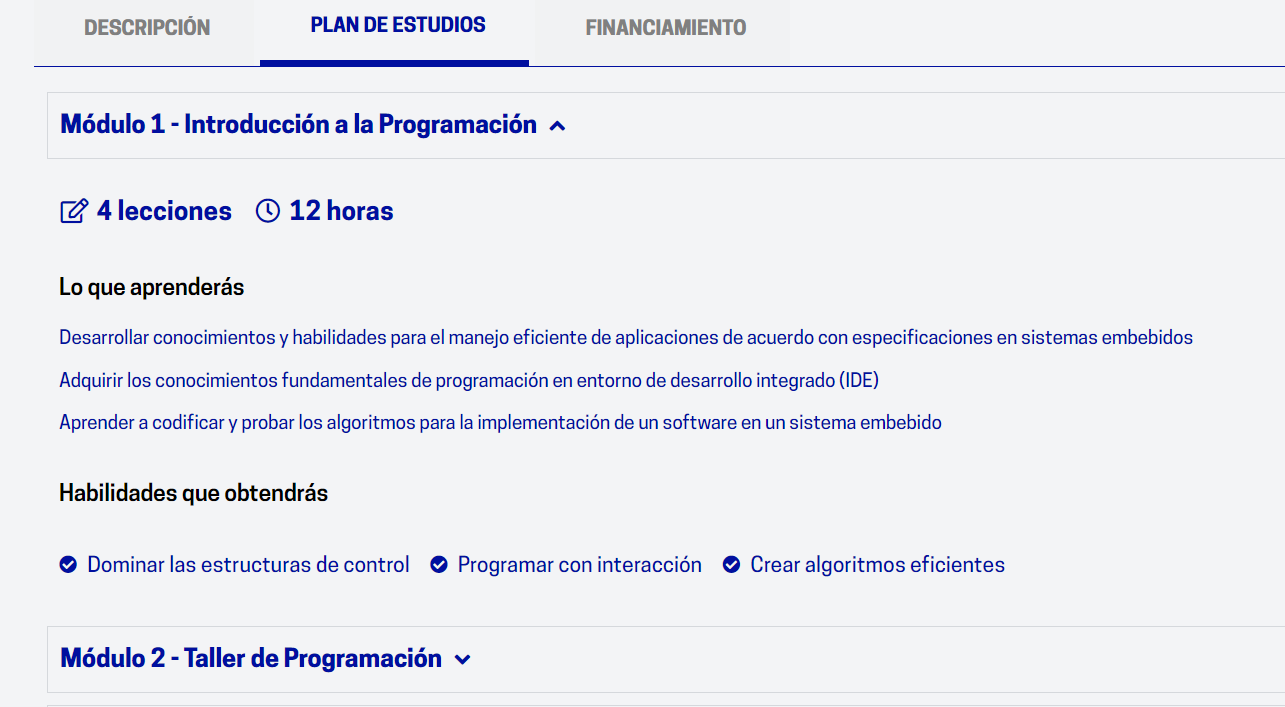 DESCRIPCIÓN PLAN DE ESTUDIOS FINANCIAMIENTO
Módulo 1 - Introducción a la Programación
4 lecciones 12 horas
Lo que aprenderás
Desarrollar conocimientos y habilidades para el manejo eficiente de aplicaciones de acuerdo con especificaciones en sistemas embebidos
Adquirir los conocimientos fundamentales de programación en entorno de desarrollo integrado (IDE)
Aprender a codificar y probar los algoritmos para la implementación de un software en un sistema embebido
Habilidades que obtendrás
Dominar las estructuras de control Programar con interacción Crear algoritmos eficientes
Módulo 2 - Taller de Programación